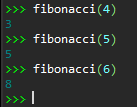 >>> fibonacci(4)
3
>>> fibonacci(5)
5
>>> fibonacci(6)
8
>>>